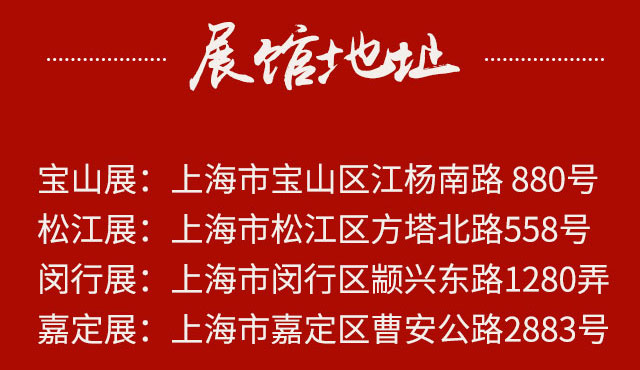 展馆地址
宝山展：上海市宝山区江杨南路 880号
松江展：上海市松江区方塔北路558号
闵行展：上海市闵行区颛兴东路1280弄
嘉定展：上海市嘉定区曹安公路2883号